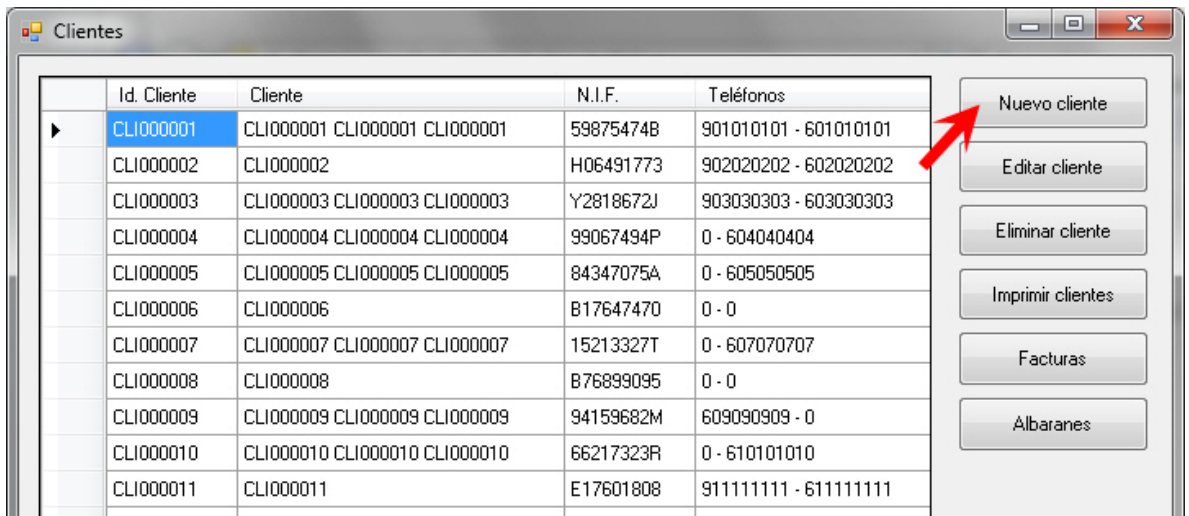 Clientes
Id. Cliente Cliente N.I.F. Teléfonos
CLI000001 CLI000001 CLI000001 CLI000001 59875474B 901010101 - 601010101
CLI000002 CLI000002 H06491773 902020202 - 602020202
CLI000003 CLI000003 CLI000003 CLI000003 Y2818672J 903030303 - 603030303
CLI000004 CLI000004 CLI000004 CLI000004 99067494P 0 - 604040404
CLI000005 CLI000005 CLI000005 CLI000005 84347075A 0 - 605050505
CLI000006 CLI000006 B17647470 0 - 0
CLI000007 CLI000007 CLI000007 CLI000007 15213327T 0 - 607070707
CLI000008 CLI000008 B76899095 0 - 0
CLI000009 CLI000009 CLI000009 CLI000009 94159682M 609090909 - 0
CLI000010 CLI000010 CLI000010 CLI000010 66217323R 0 - 610101010
CLI000011 CLI000011 E17601808 911111111 - 611111111
Nuevo cliente
Editar cliente
Eliminar cliente
Imprimir clientes
Facturas
Albaranes